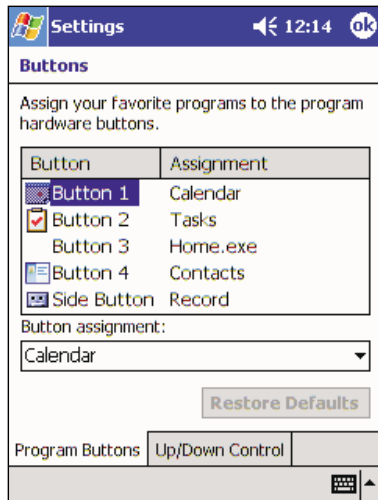 Settings 12:14 ok
Buttons
Assign your favorite programs to the program
hardware buttons.
Button Assignment
Button 1 Calendar
Button 2 Tasks
Button 3 Home.exe
Button 4 Contacts
Side Button Record
Button assignment:
Calendar
Restore Defaults
Program Buttons Up/Down Control